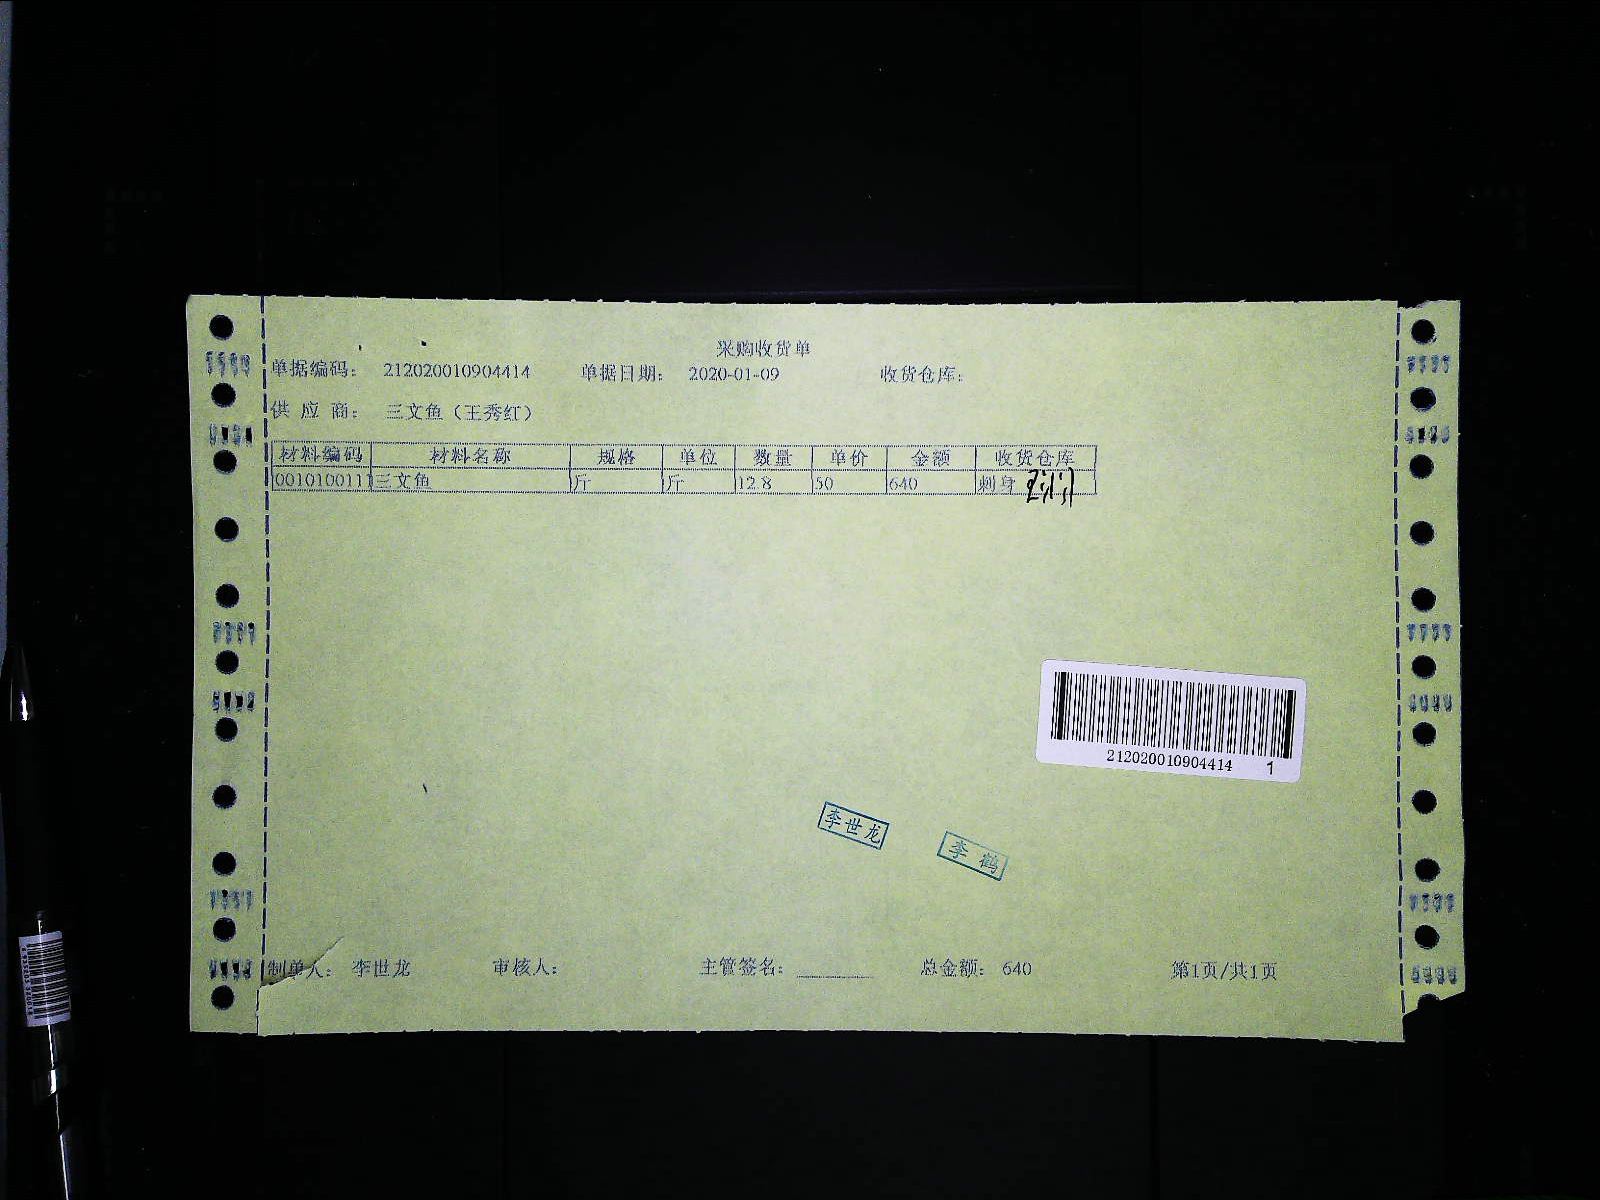 采购收货单
单据编码: 212020010904414 单据日期: 2020-01-09 收货仓库:
供 应 商: 三文鱼(王秀红)
材料编码 材料名称 规格 单位 数量 单价 金额 收货仓库
0010100111 三文鱼 斤 斤 12.8 50 640 刺身
212020010904414 1
李世龙
李鹤
制单人: 李世龙 审核人: 主管签名: 总金额: 640 第1页/共1页